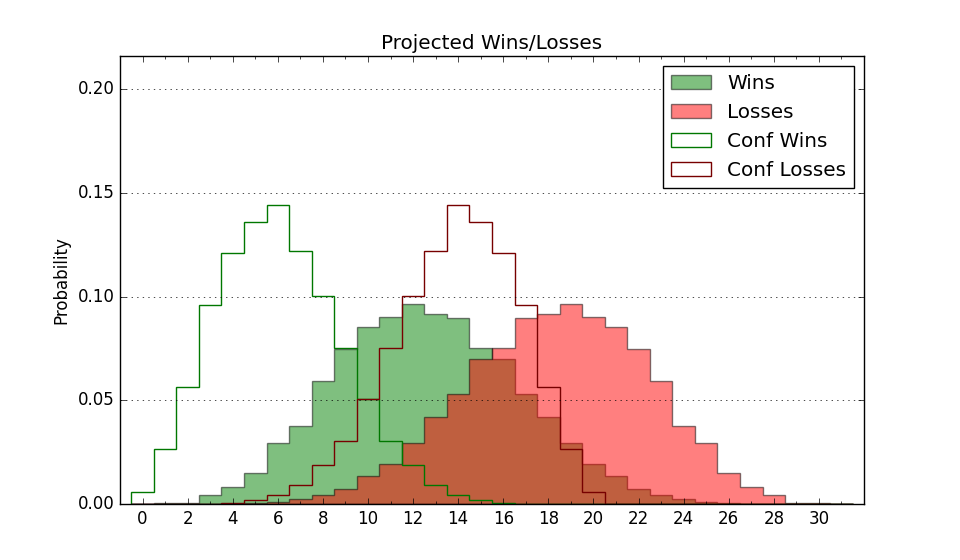 Projected Wins/Losses
Wins
Losses
Conf Wins
Conf Losses
Probability
0.20
0.15
0.10
0.05
0.00
0 2 4 6 8 10 12 14 16 18 20 22 24 26 28 30